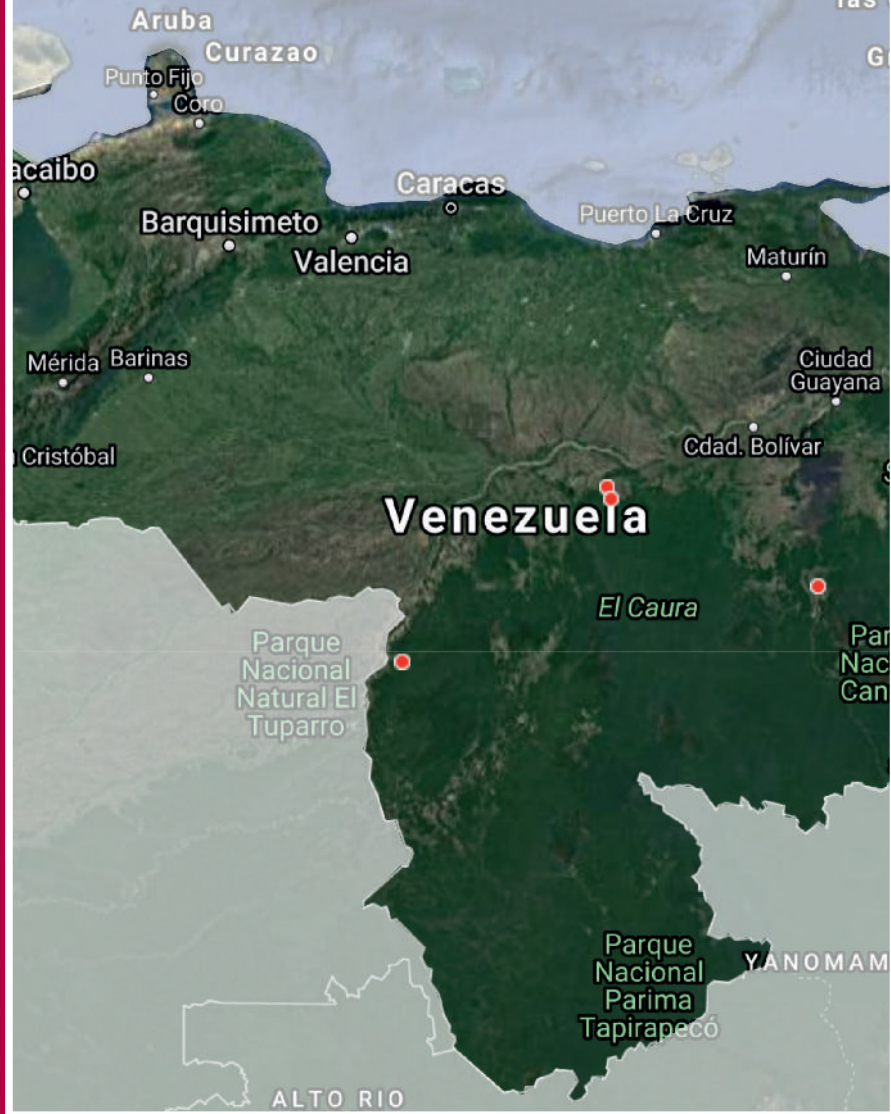 Aruba
Curazao
Punto Fijo
Coro
acaibo
Caracas
Barquisimeto
Puerto La Cruz
Valencia
Maturín
Mérida
Barinas
Ciudad
Guayana
Cdad. Bolívar
Cristóbal
Venezuela
El Caura
Parque
Nacional
Natural El
Tuparro
Par
Nac
Can
Parque
Nacional
Parima
Tapirapecó
YANOMAM
ALTO RIO